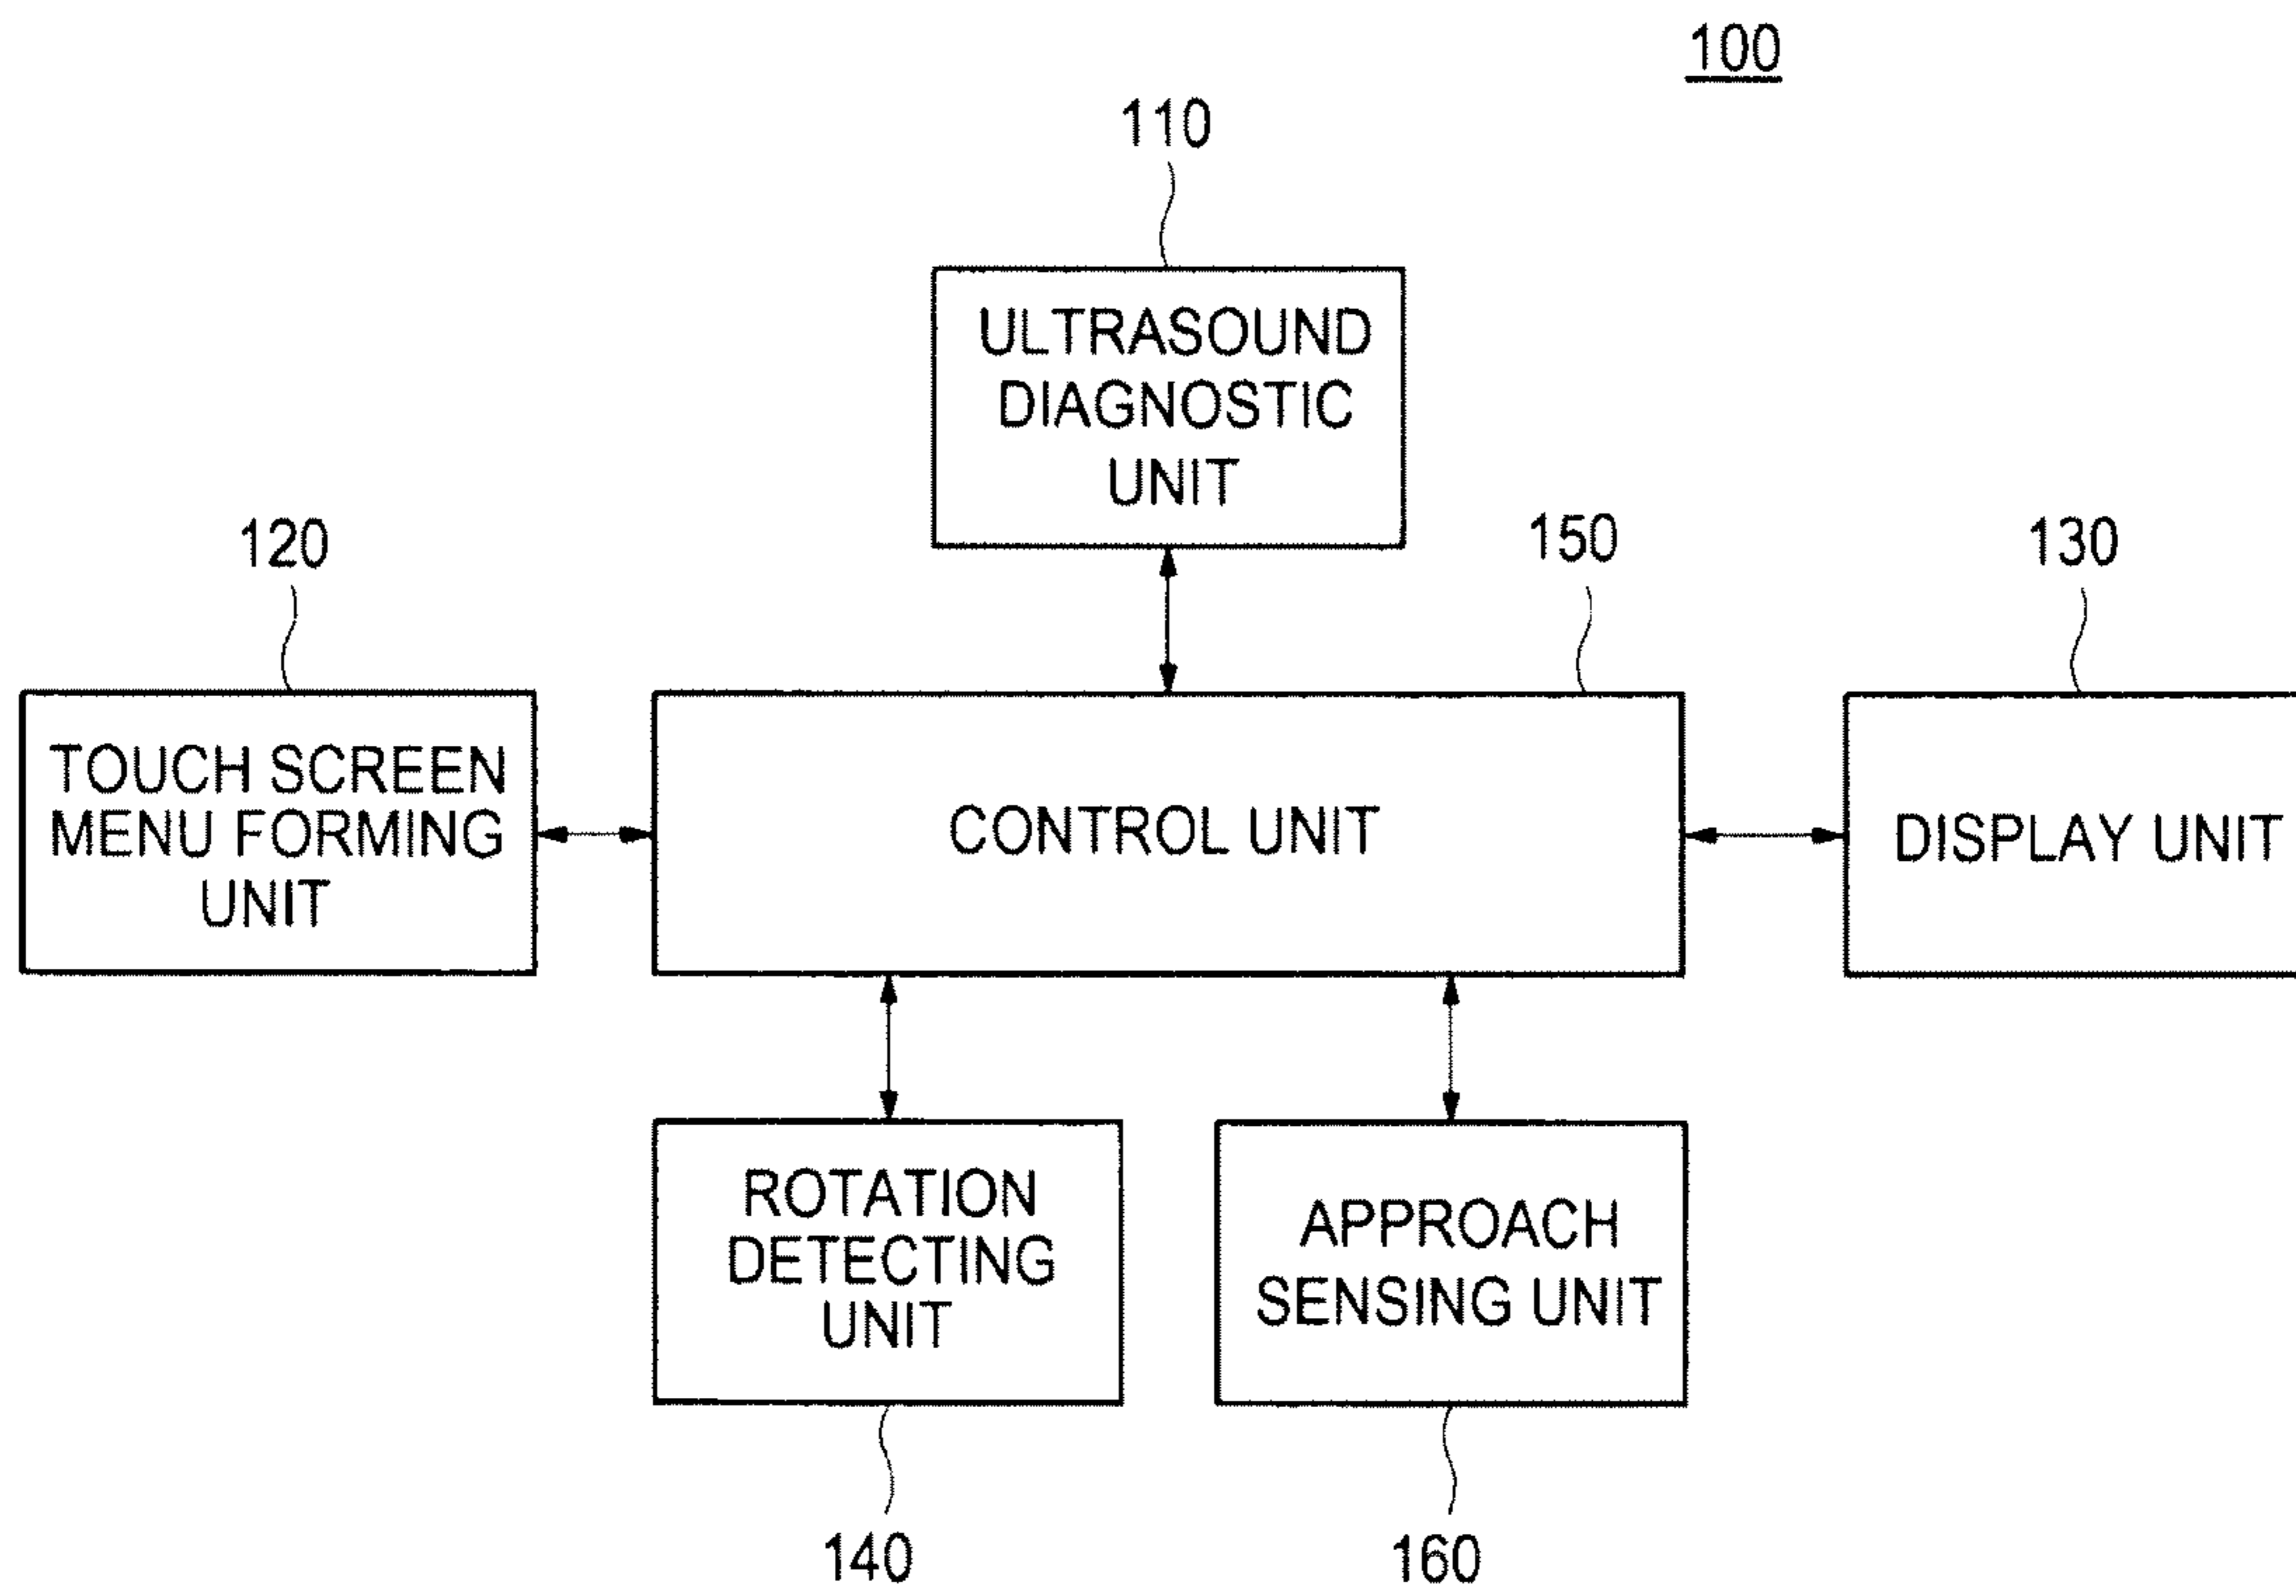 100
110
ULTRASOUND
DIAGNOSTIC
UNIT
120
150
130
TOUCH SCREEN
MENU FORMING
UNIT
CONTROL UNIT
DISPLAY UNIT
ROTATION
DETECTING
UNIT
APPROACH
SENSING UNIT
140
160